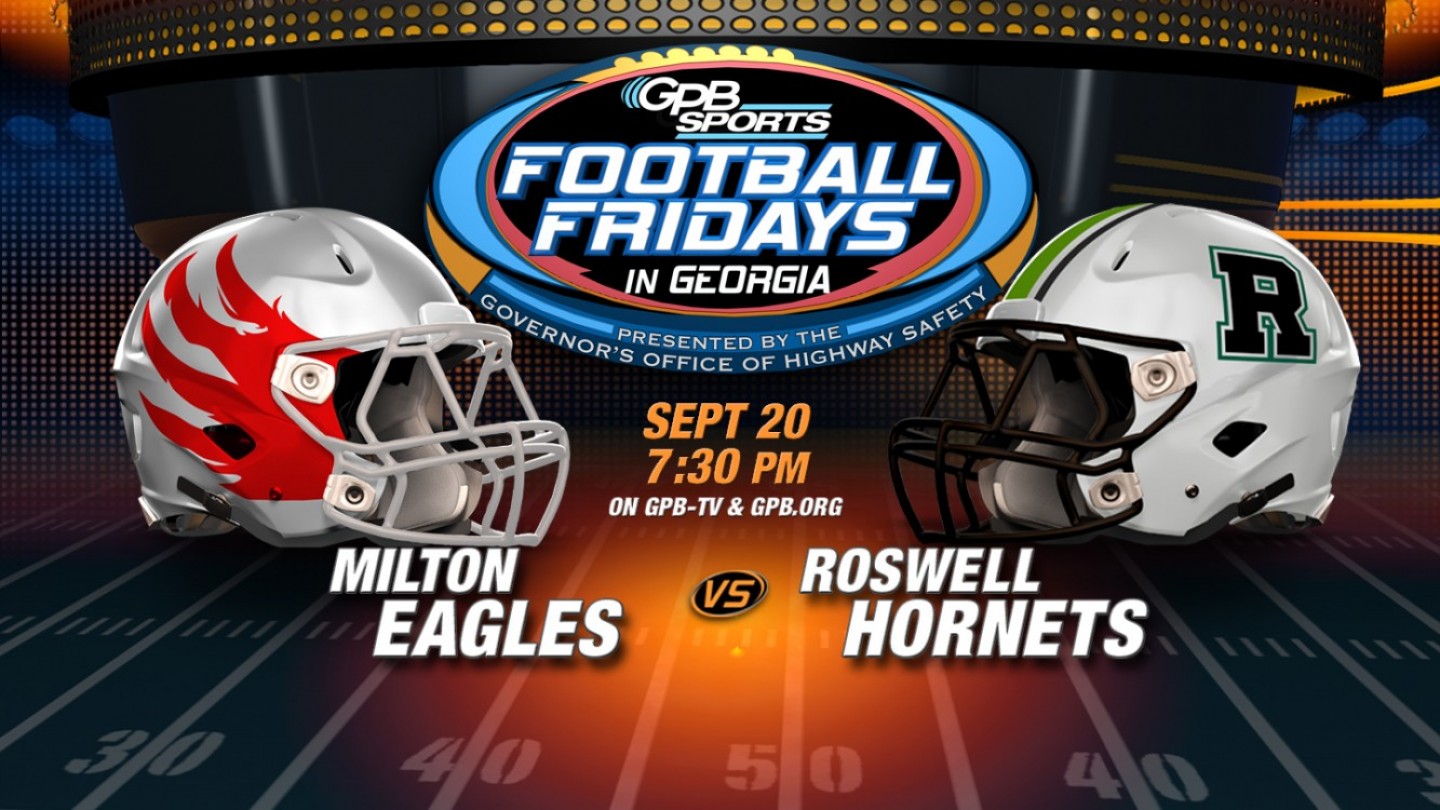 GPB
SPORTS
FOOTBALL
FRIDAYS
IN GEORGIA
PRESENTED BY THE
GOVERNOR'S OFFICE OF HIGHWAY SAFETY
R
SEPT 20
7:30 PM
ON GPB-TV & GPB.ORG
MILTON
EAGLES
VS
ROSWELL
HORNETS
30 40 50 40